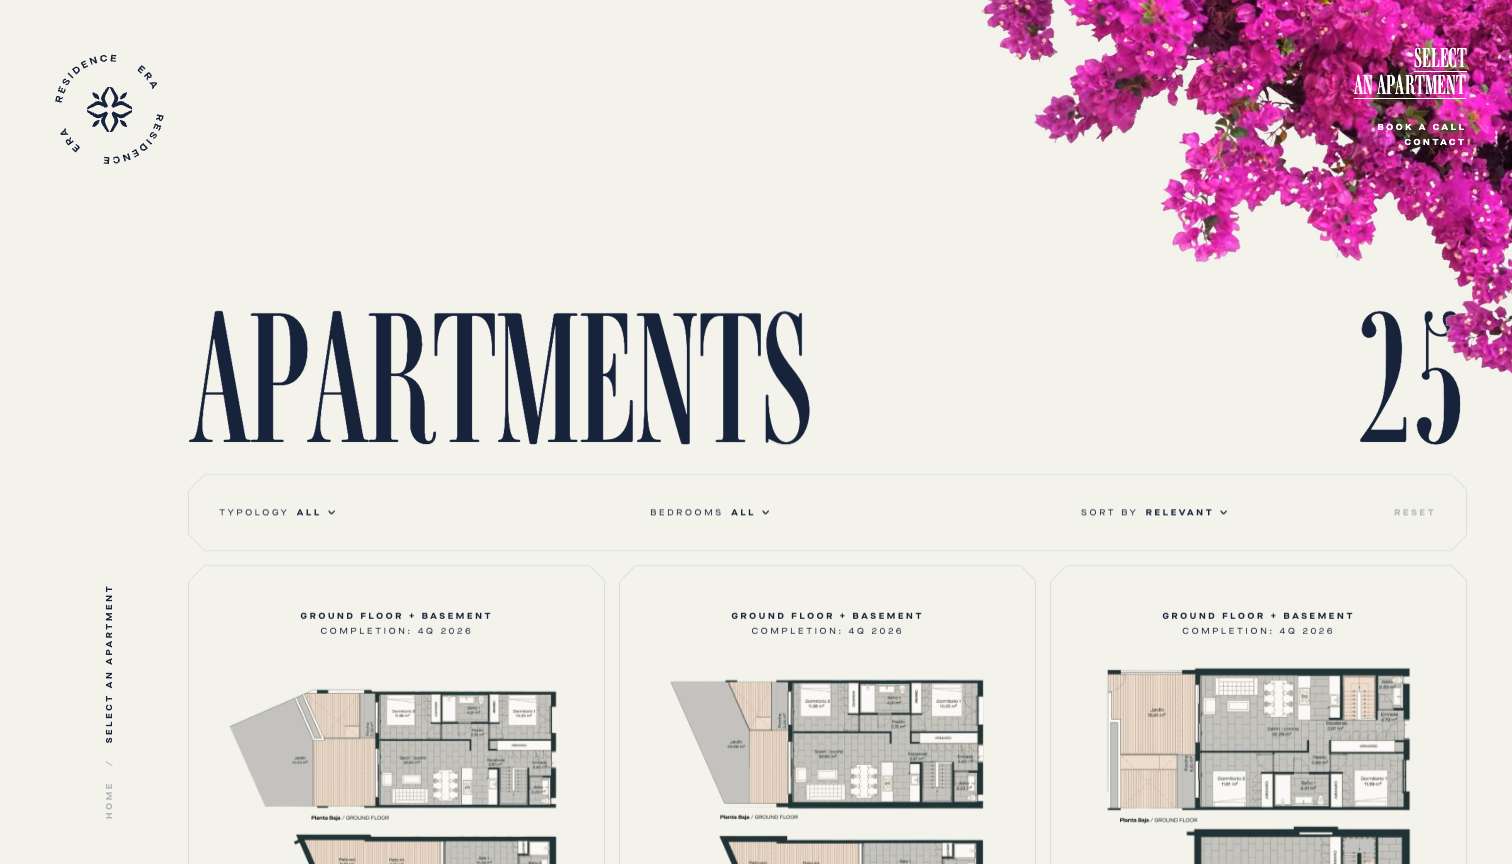 RESIDENCE ERA RESIDENCE ERA
SELECT
AN APARTMENT
BOOK A CALL
CONTACT
APARTMENTS
25
TYPOLOGY ALL
BEDROOMS ALL
SORT BY RELEVANT
RESET
HOME / SELECT AN APARTMENT
GROUND FLOOR + BASEMENT
COMPLETION: 4Q 2026
Planta Baja / GROUND FLOOR
GROUND FLOOR + BASEMENT
COMPLETION: 4Q 2026
Planta Baja / GROUND FLOOR
GROUND FLOOR + BASEMENT
COMPLETION: 4Q 2026
Planta Baja / GROUND FLOOR